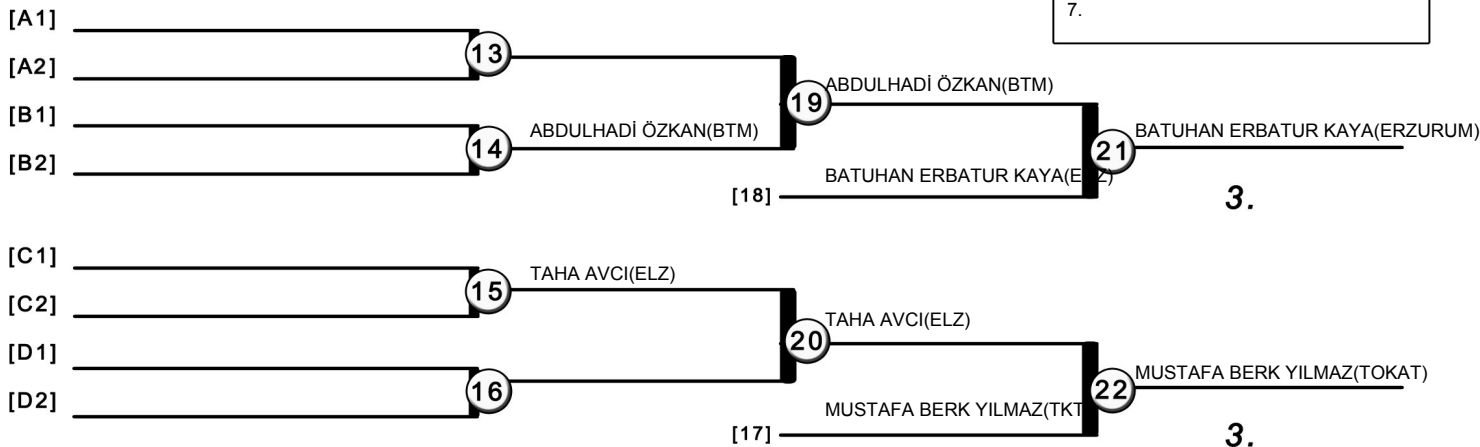 7.
[A1]
13
[A2]
ABDULHADİ ÖZKAN(BTM)
19
[B1]
ABDULHADİ ÖZKAN(BTM)
14
BATUHAN ERBATUR KAYA(ERZURUM)
21
[B2]
BATUHAN ERBATUR KAYA(E Z)
[18]
3.
[C1]
TAHA AVCI(ELZ)
15
[C2]
TAHA AVCI(ELZ)
20
[D1]
16
MUSTAFA BERK YILMAZ(TOKAT)
22
[D2]
MUSTAFA BERK YILMAZ(TKT
[17]
3.